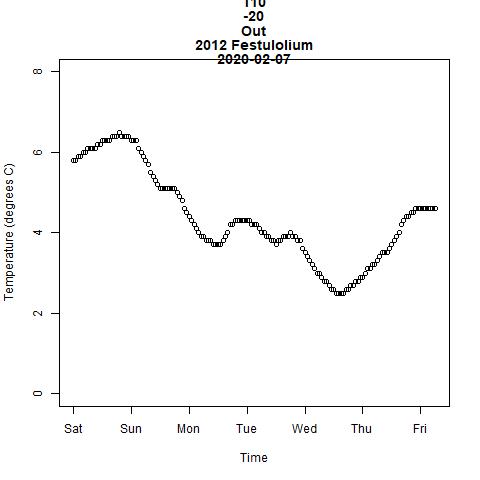 110
-20
Out
2012 Festulolium
2020-02-07
8
6
4
2
0
Temperature (degrees C)
Sat Sun Mon Tue Wed Thu Fri
Time